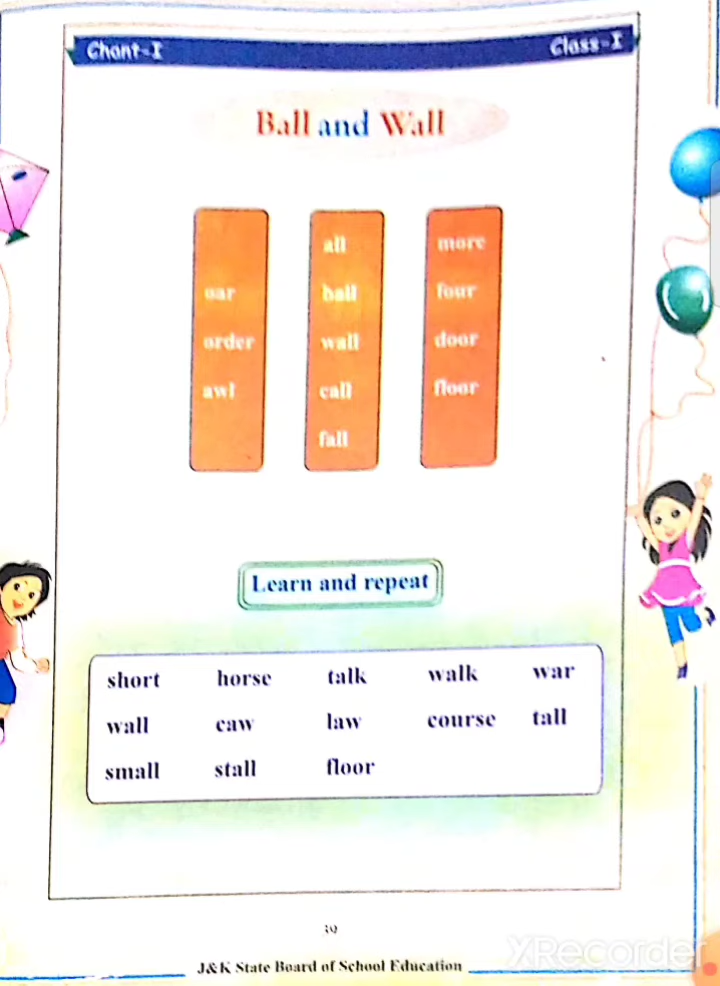 Chant-I Class-I
Ball and Wall
all more
oar ball four
order wall door
awl call floor
fall
Learn and repeat
short horse talk walk war
wall caw law course tall
small stall floor
J&K State Board of School Education
XRecorder